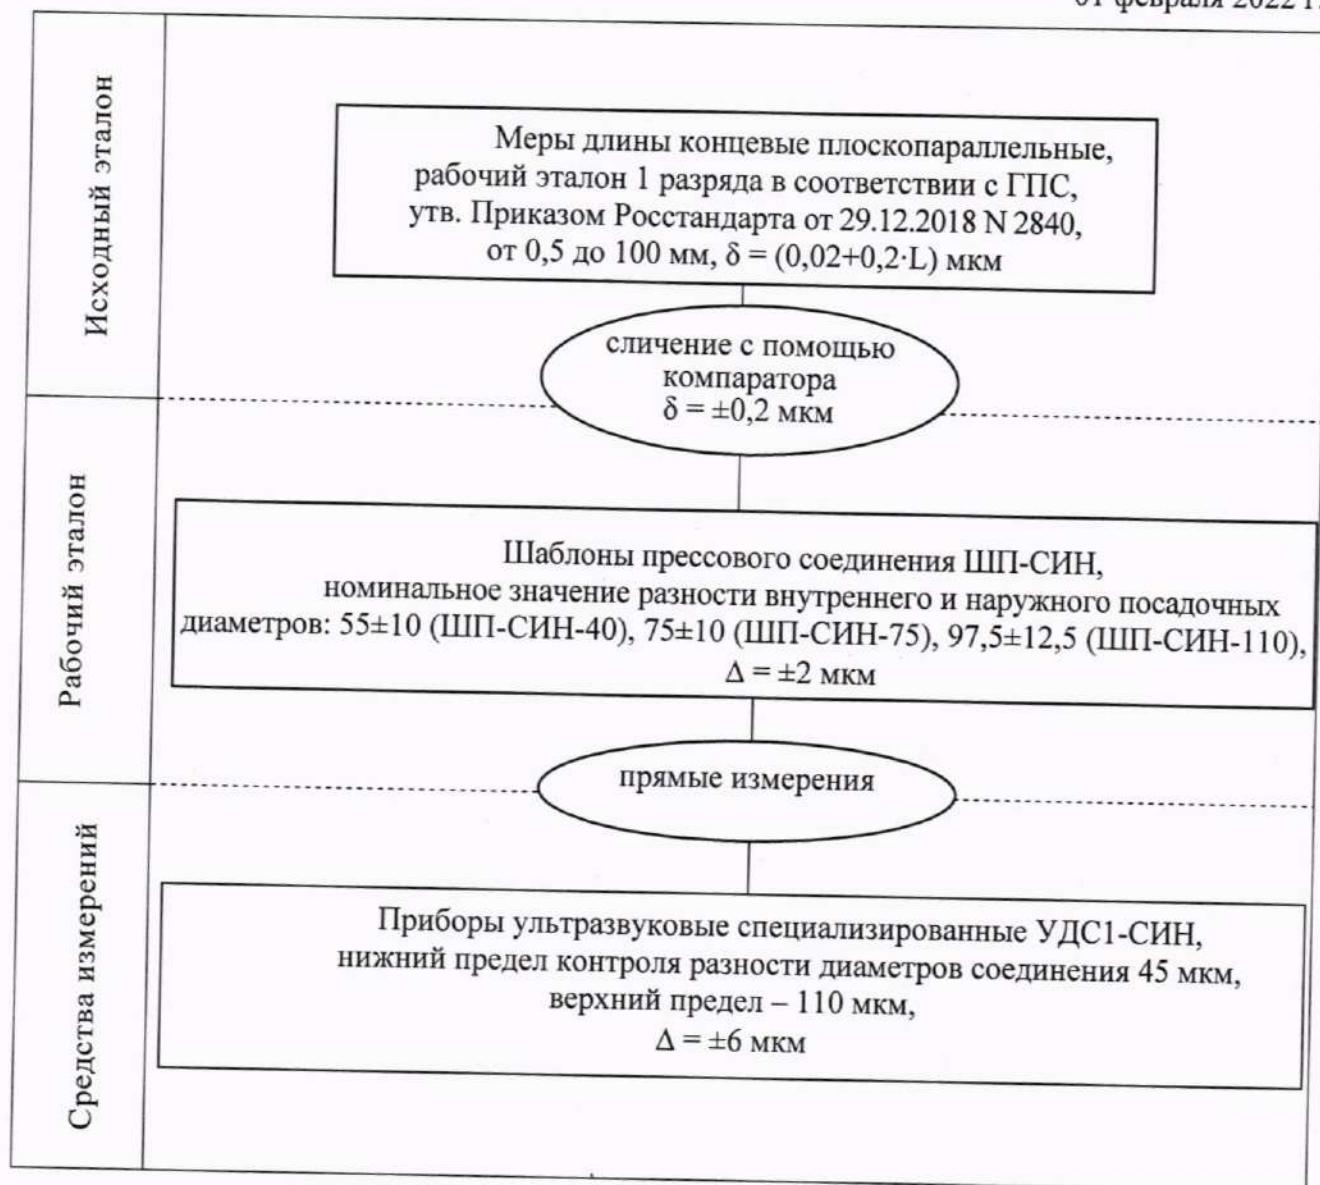 01 февраля 2022 г.
Исходный эталон
Меры длины концевые плоскопараллельные,
рабочий эталон 1 разряда в соответствии с ГПС,
утв. Приказом Росстандарта от 29.12.2018 N 2840,
от 0,5 до 100 мм, δ = (0,02+0,2·L) мкм
сличение с помощью
компаратора
δ = ±0,2 мкм
Рабочий эталон
Шаблоны прессового соединения ШП-СИН,
номинальное значение разности внутреннего и наружного посадочных
диаметров: 55±10 (ШП-СИН-40), 75±10 (ШП-СИН-75), 97,5±12,5 (ШП-СИН-110),
Δ = ±2 мкм
прямые измерения
Средства измерений
Приборы ультразвуковые специализированные УДС1-СИН,
нижний предел контроля разности диаметров соединения 45 мкм,
верхний предел – 110 мкм,
Δ = ±6 мкм